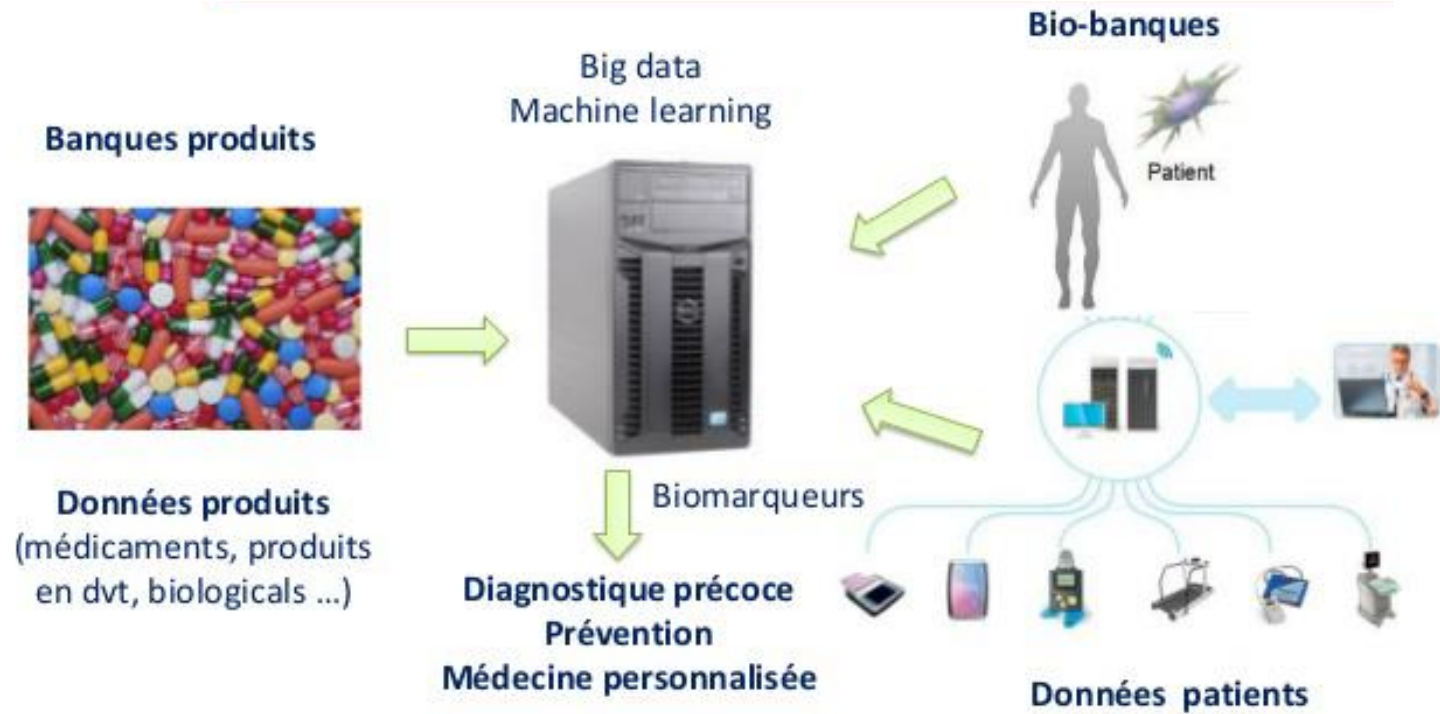 Bio-banques
Big data
Machine learning
Banques produits
Patient
Données produits
(médicaments, produits
en dvt, biologicals ...)
Biomarqueurs
Diagnostique précoce
Prévention
Médecine personnalisée
Données patients